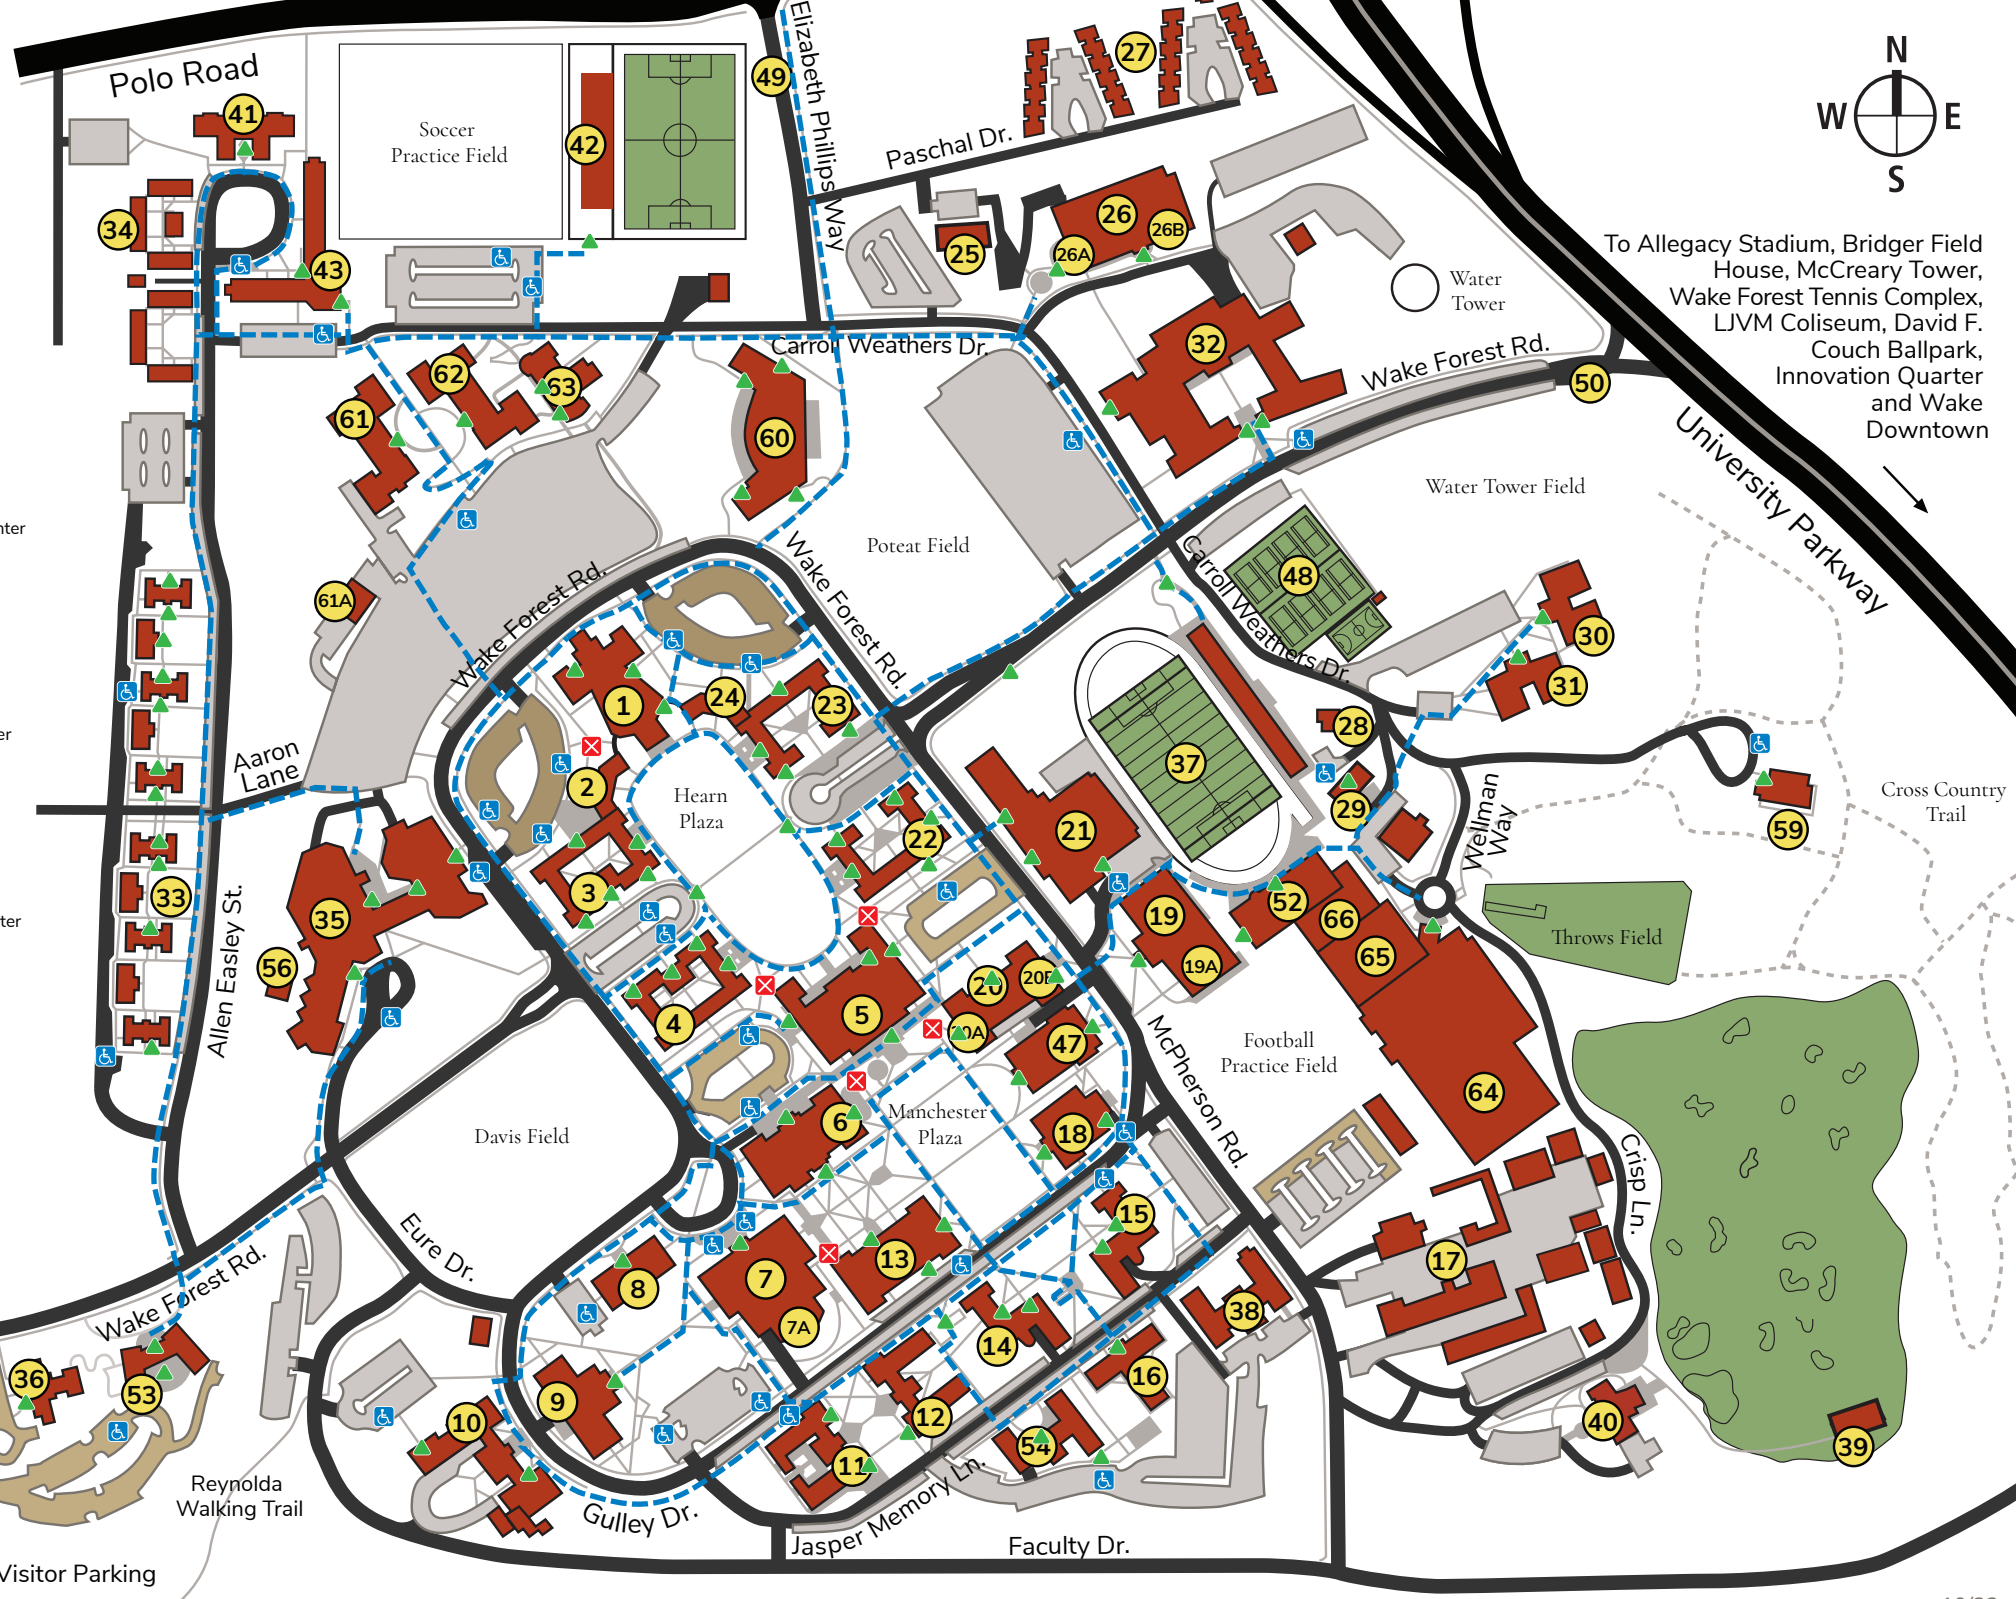 Polo Road
Elizabeth Phillips Way
49
27
N
W E
S
41
Soccer
Practice Field
42
Paschal Dr.
34
43
25
26
26A
26B
Water
Tower
To Allegacy Stadium, Bridger Field
House, McCreary Tower,
Wake Forest Tennis Complex,
LJVM Coliseum, David F.
Couch Ballpark,
Innovation Quarter
and Wake
Downtown
Carroll Weathers Dr.
32
Wake Forest Rd.
50
62
63
61
60
University Parkway
Water Tower Field
nter
Poteat Field
Wake Forest Rd.
Wake Forest Rd.
Carroll Weathers Dr.
48
61A
30
31
1
24
23
28
er
Aaron
Lane
37
2
Hearn
Plaza
29
Wellman
Way
59
Cross Country
Trail
21
22
3
33
35
ter
19
52
66
65
Throws Field
56
19A
20
20B
20A
5
4
47
Allen Easley St.
McPherson Rd.
Football
Practice Field
64
Davis Field
6
Manchester
Plaza
18
Crisp Ln.
15
Eure Dr.
Wake Forest Rd.
8
7
7A
13
17
38
14
16
36
53
9
10
12
11
54
40
39
Reynolda
Walking Trail
Gulley Dr.
Jasper Memory Ln.
Faculty Dr.
Visitor Parking